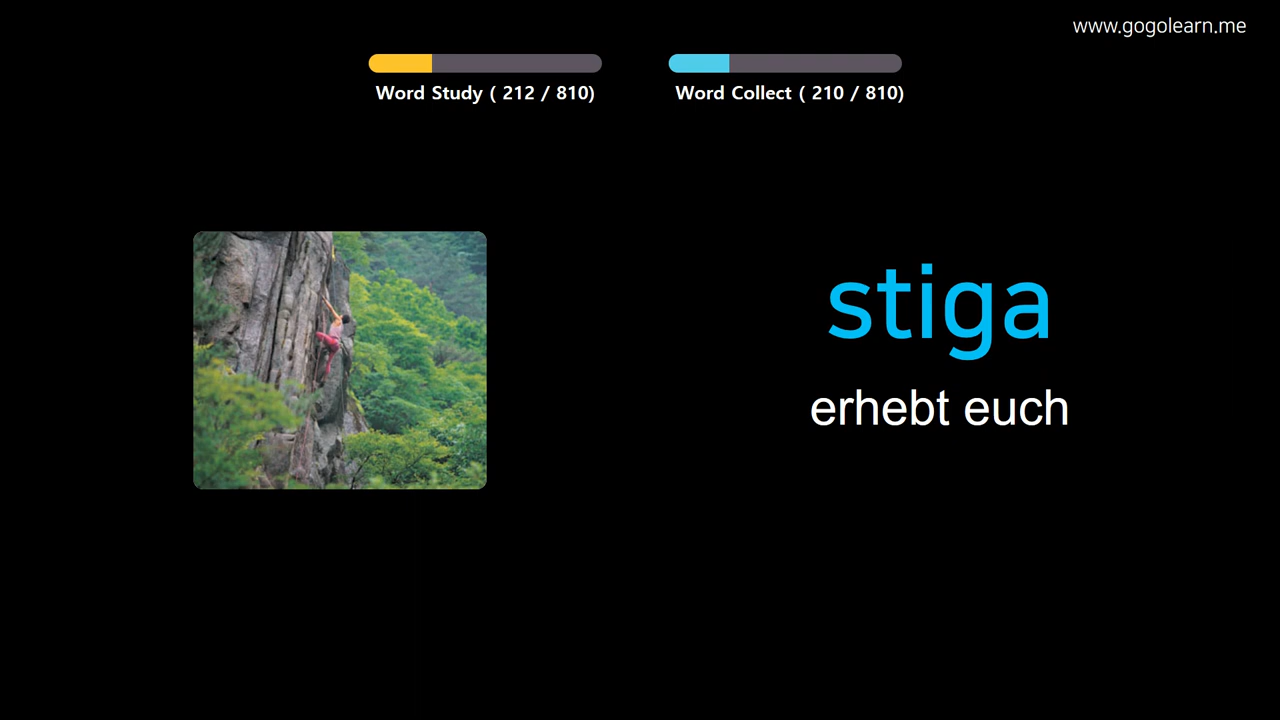 www.gogolearn.me
Word Study ( 212 / 810)
Word Collect ( 210 / 810)
stiga
erhebt euch